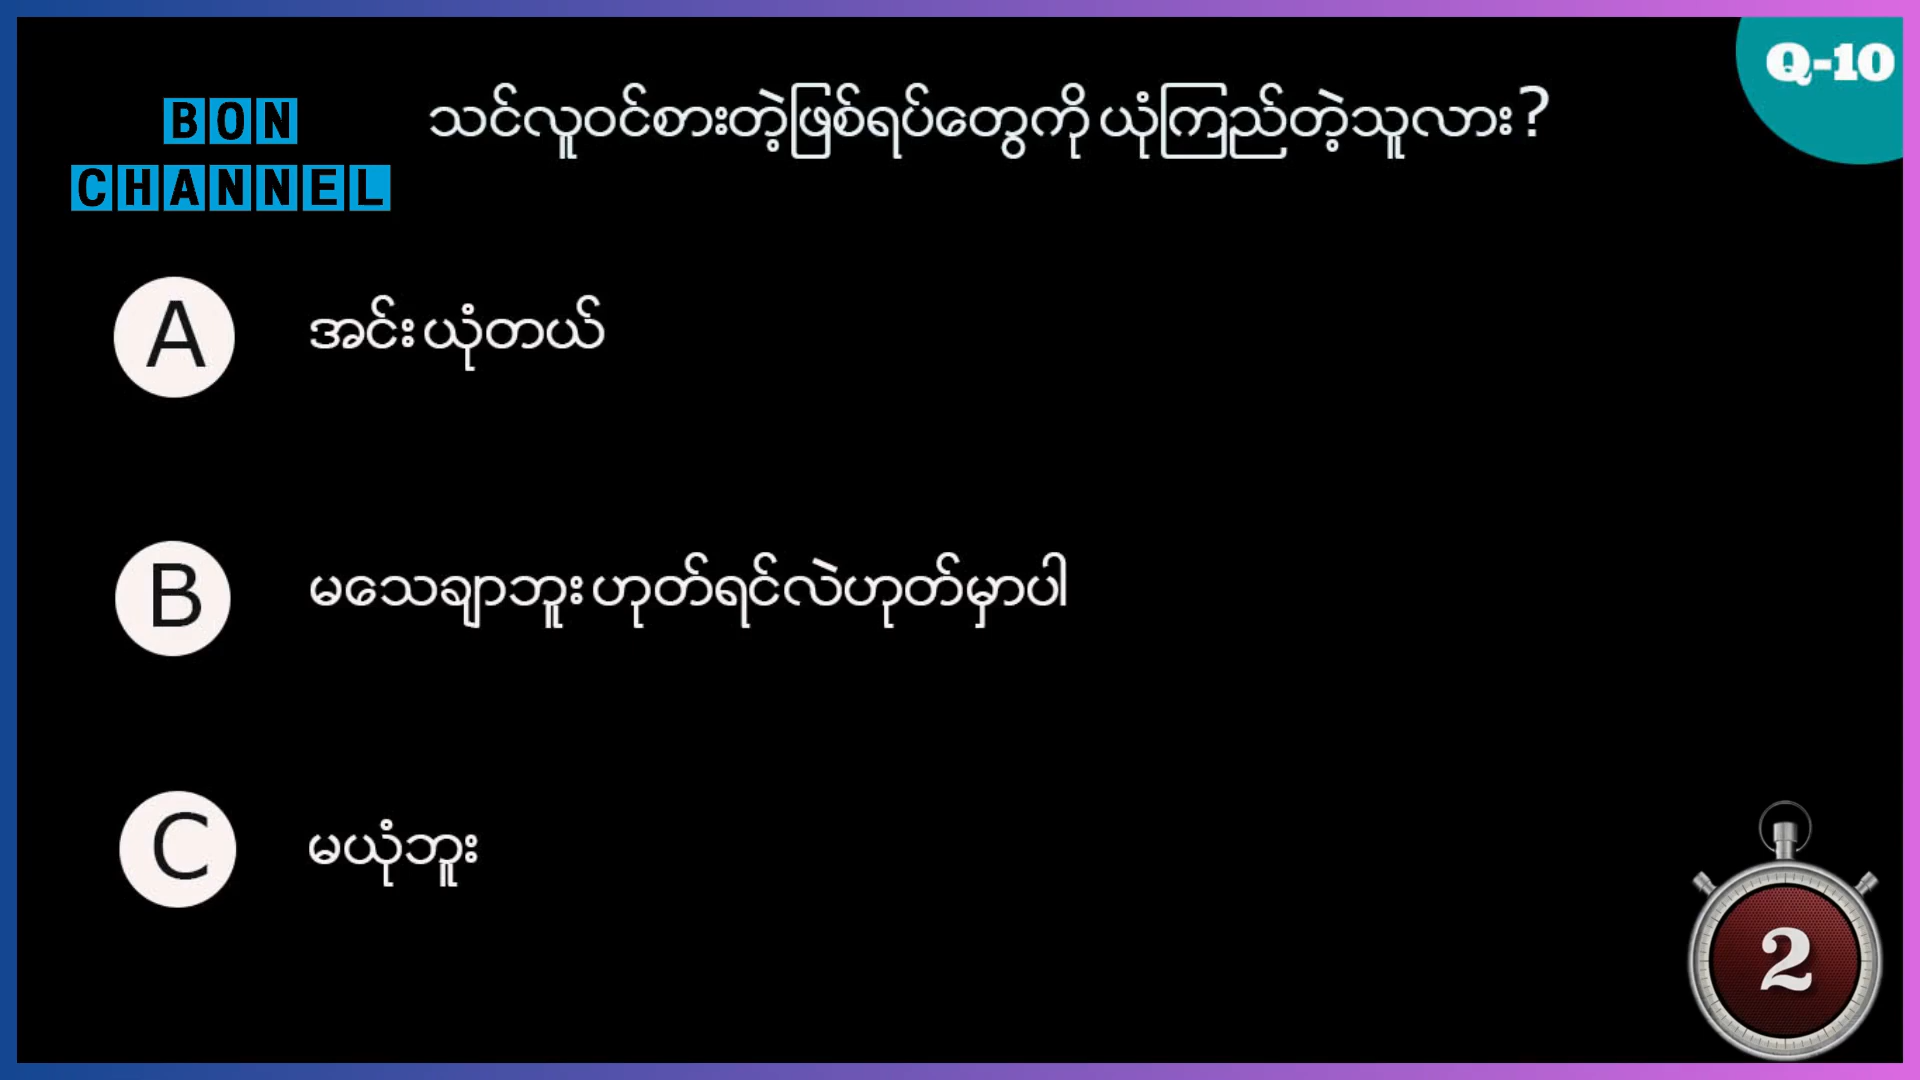 Q-10
BON
CHANNEL
သင်လူဝင်စားတဲ့ဖြစ်ရပ်တွေကို ယုံကြည်တဲ့သူလား?
A အင်း ယုံတယ်
B မသေချာဘူး ဟုတ်ရင်လဲဟုတ်မှာပါ
C မယုံဘူး
2